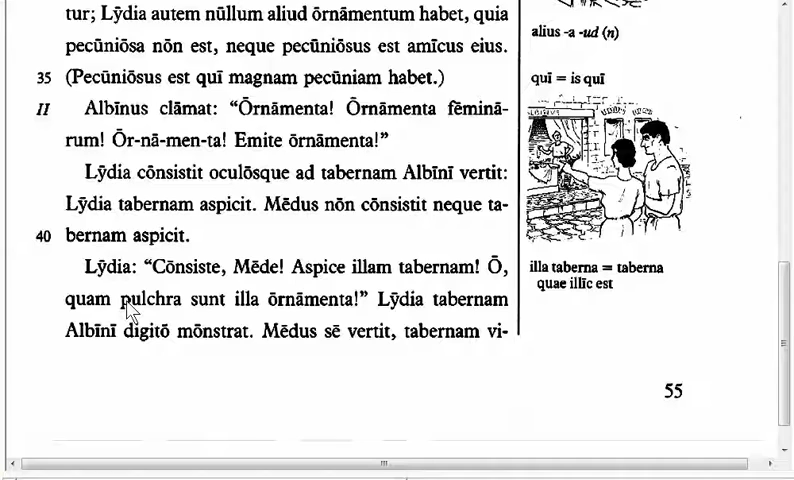 tur; Lȳdia autem nūllum aliud ōrnāmentum habet, quia
pecūniōsa nōn est, neque pecūniōsus est amīcus eius.
35 (Pecūniōsus est quī magnam pecūniam habet.)
II Albīnus clāmat: “Ōrnāmenta! Ōrnāmenta fēminā-
rum! Ōr-nā-men-ta! Emite ōrnāmenta!”
Lȳdia cōnsistit oculōsque ad tabernam Albīnī vertit:
Lȳdia tabernam aspicit. Mēdus nōn cōnsistit neque ta-
40 bernam aspicit.
Lȳdia: “Cōnsiste, Mēde! Aspice illam tabernam! Ō,
quam pulchra sunt illa ōrnāmenta!” Lȳdia tabernam
Albīnī digitō mōnstrat. Mēdus sē vertit, tabernam vi-
alius -a -ud (n)
quī = is quī
illa taberna = taberna
quae illīc est
55